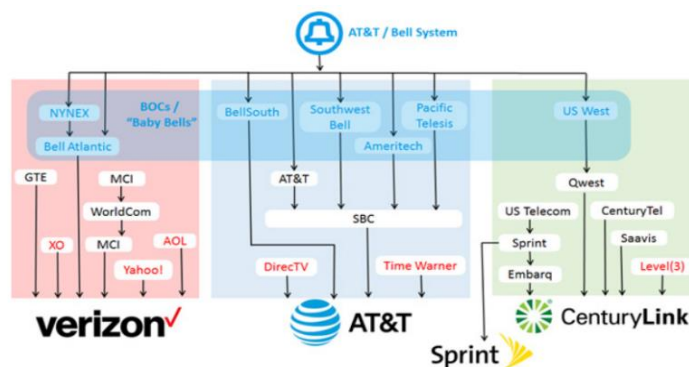 AT&T / Bell System
BOCs /
"Baby Bells"
NYNEX
Bell Atlantic
BellSouth
Southwest
Bell
Pacific
Telesis
Ameritech
US West
GTE
MCI
WorldCom
XO
MCI
AOL
Yahoo!
AT&T
SBC
DirecTV
Time Warner
Qwest
US Telecom
CenturyTel
Sprint
Saavis
Embarq
Level(3)
verizon
AT&T
CenturyLink
Sprint